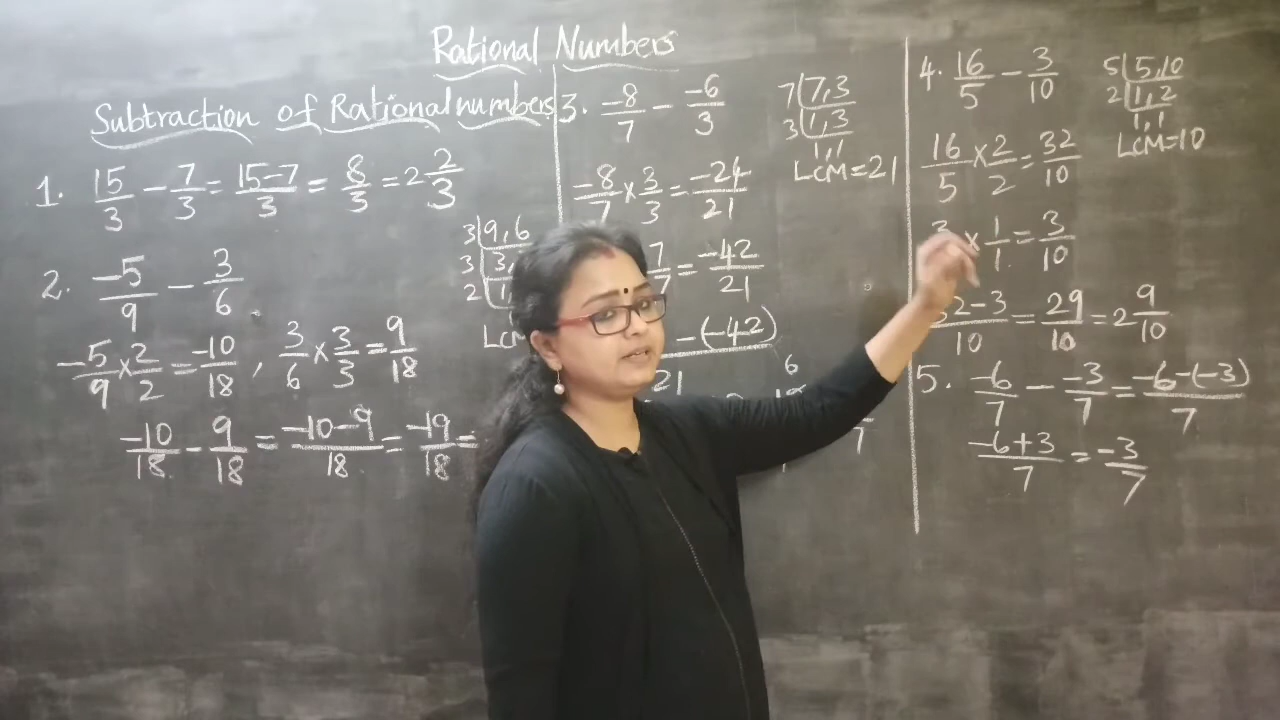 Rational Numbers
Subtraction of Rational numbers
1. 15/3 - 7/3 = 15-7/3 = 8/3 = 2 2/3
2. -5/9 - 3/6
3|9, 6
3|3,
2|1
-5/9 × 2/2 = -10/18, 3/6 × 3/3 = 9/18
-10/18 - 9/18 = -10-9/18 = -19/18 =
3. -8/7 - -6/3
7|7, 3
3|1, 3
1, 1
LCM=21
-8/7 × 3/3 = -24/21
7/7 = -42/21
-(-42)
21
4. 16/5 - 3/10
5|5, 10
2|1, 2
1, 1
LCM=10
16/5 × 2/2 = 32/10
3 × 1/1 = 3/10
2-3/10 = 29/10 = 2 9/10
5. -6/7 - -3/7 = -6-(-3)/7
-6+3/7 = -3/7